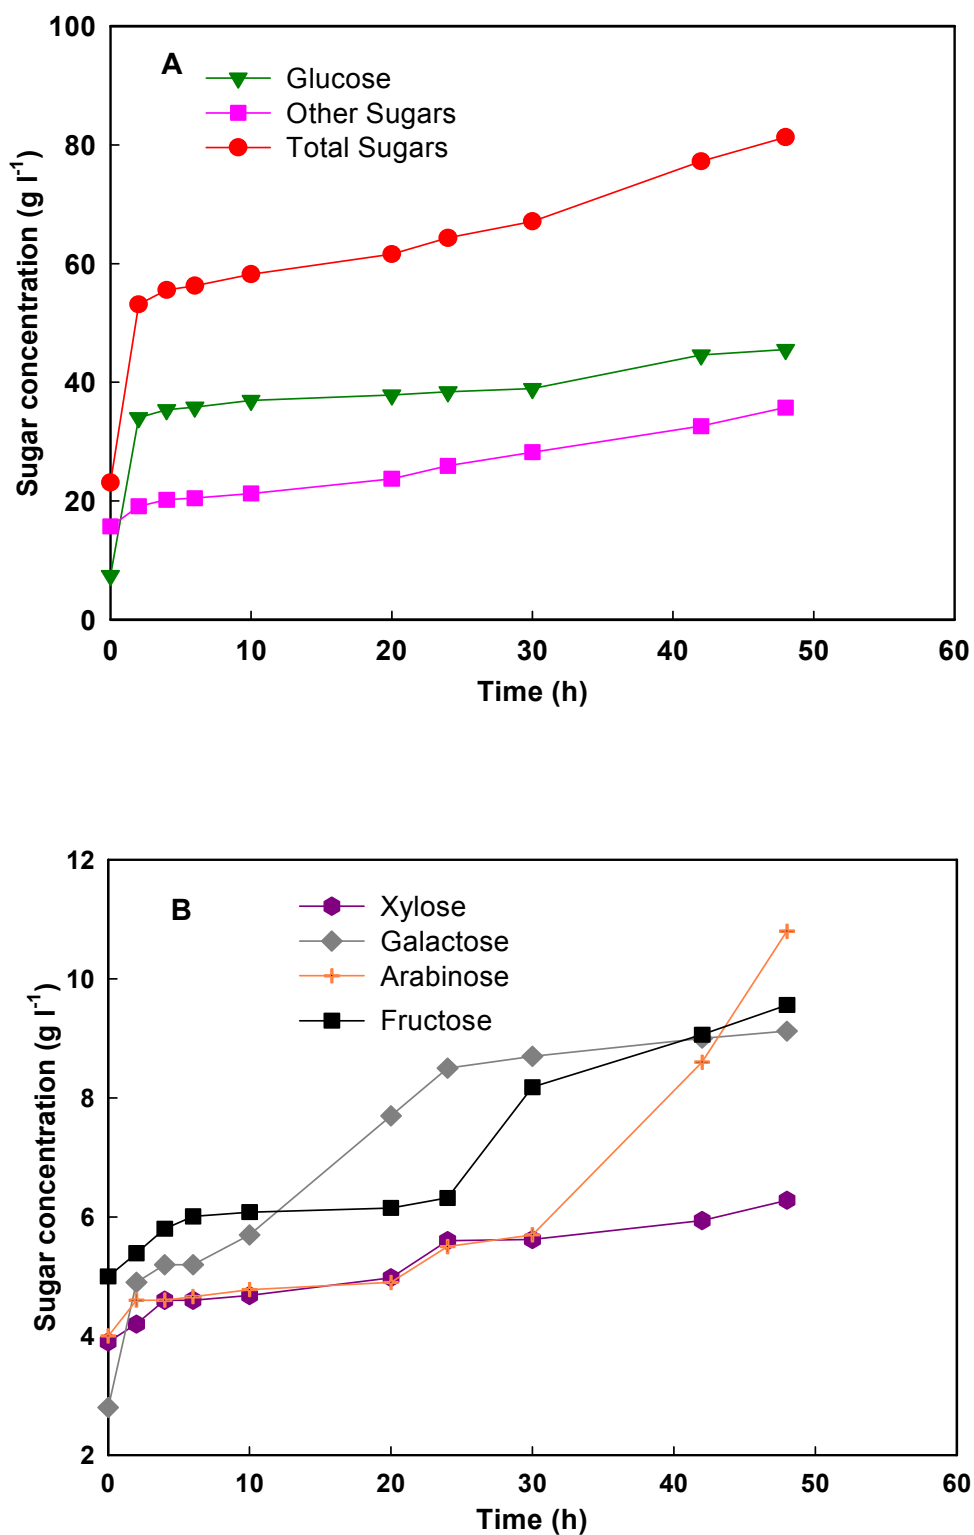 100
A
Glucose
Other Sugars
Total Sugars
80
60
40
20
0
Sugar concentration (g l⁻¹)
0 10 20 30 40 50 60
Time (h)
12
B
Xylose
Galactose
Arabinose
Fructose
10
8
6
4
2
Sugar concentration (g l⁻¹)
0 10 20 30 40 50 60
Time (h)